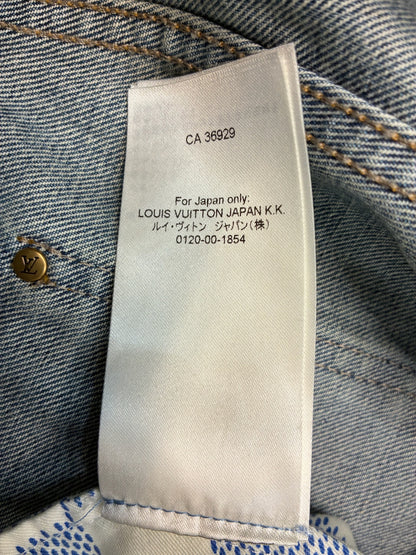 CA 36929
For Japan only:
LOUIS VUITTON JAPAN K.K.
ルイ・ヴィトン ジャパン(株)
0120-00-1854
LV